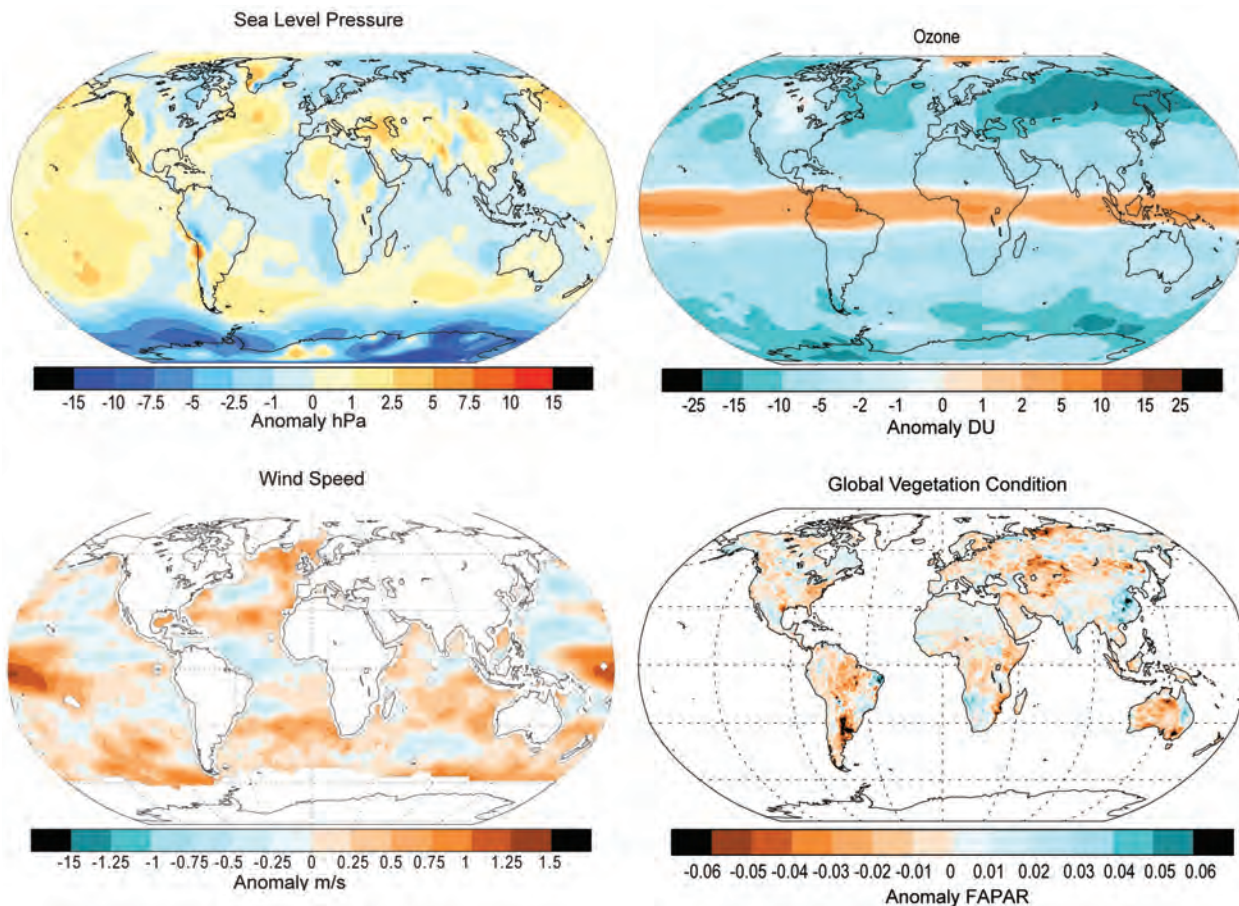 Sea Level Pressure
-15 -10 -7.5 -5 -2.5 -1 0 1 2.5 5 7.5 10 15
Anomaly hPa
Ozone
-25 -15 -10 -5 -2 -1 0 1 2 5 10 15 25
Anomaly DU
Wind Speed
-15 -1.25 -1 -0.75 -0.5 -0.25 0 0.25 0.5 0.75 1 1.25 1.5
Anomaly m/s
Global Vegetation Condition
-0.06 -0.05 -0.04 -0.03 -0.02 -0.01 0 0.01 0.02 0.03 0.04 0.05 0.06
Anomaly FAPAR